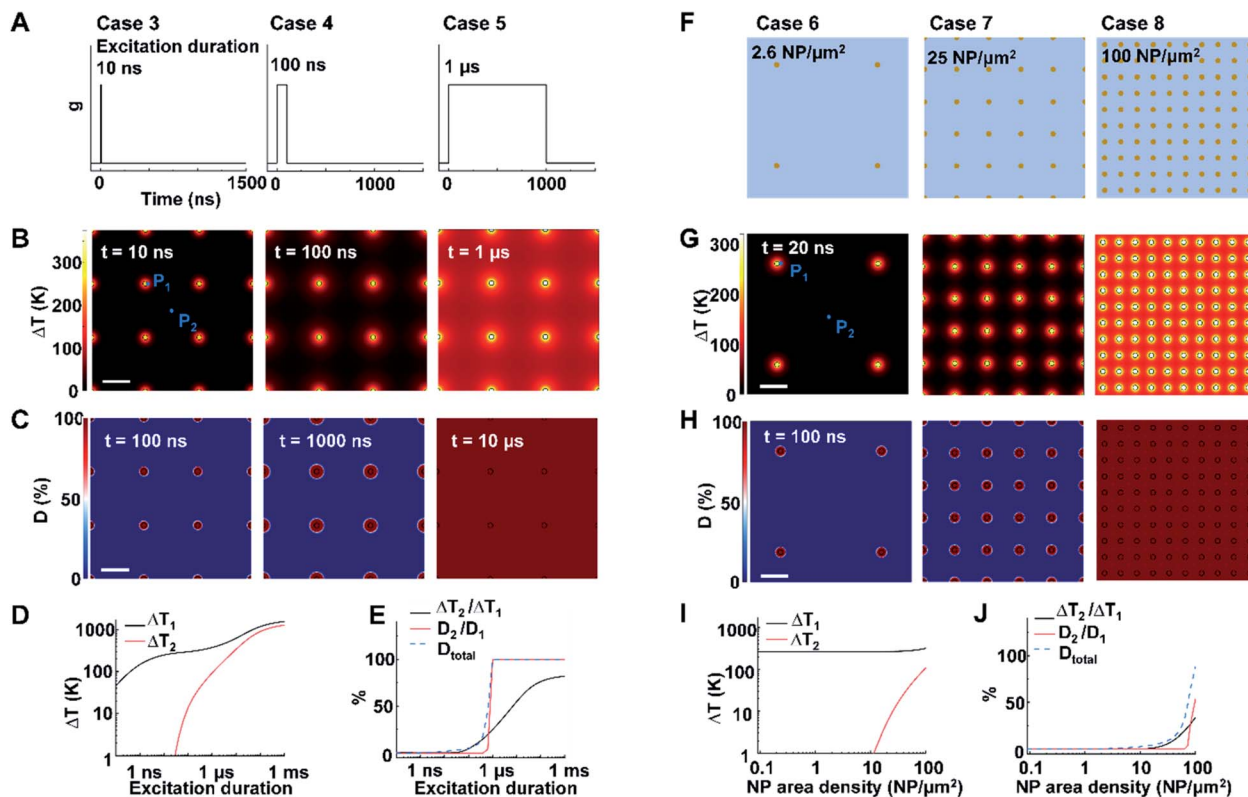 A
Case 3
Case 4
Case 5
Excitation duration
10 ns
100 ns
1 µs
g
0
1500
0
1000
0
1000
Time (ns)
B
t = 10 ns
t = 100 ns
t = 1 µs
P1
P2
300
200
100
0
ΔT (K)
C
t = 100 ns
t = 1000 ns
t = 10 µs
100
50
0
D (%)
D
ΔT1
ΔT2
1000
100
10
1
ΔT (K)
1 ns
1 µs
1 ms
Excitation duration
E
ΔT2/ΔT1
D2/D1
Dtotal
100
50
0
%
1 ns
1 µs
1 ms
Excitation duration
F
Case 6
Case 7
Case 8
2.6 NP/µm²
25 NP/µm²
100 NP/µm²
G
t = 20 ns
P1
P2
300
200
100
0
ΔT (K)
H
t = 100 ns
100
50
0
D (%)
I
ΔT1
ΔT2
1000
100
10
1
ΔT (K)
0.1
1
10
100
NP area density (NP/µm²)
J
ΔT2/ΔT1
D2/D1
Dtotal
100
50
0
%
0.1
1
10
100
NP area density (NP/µm²)